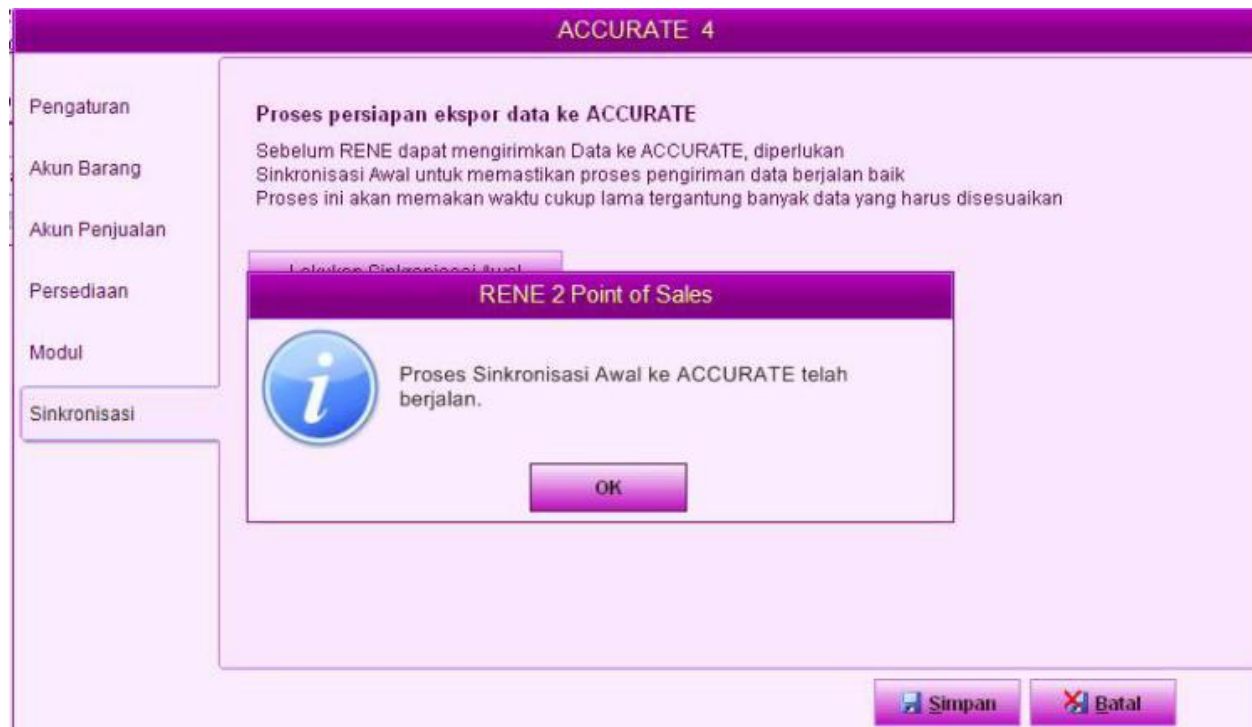 ACCURATE 4
Pengaturan
Akun Barang
Akun Penjualan
Persediaan
Modul
Sinkronisasi
Proses persiapan ekspor data ke ACCURATE
Sebelum RENE dapat mengirimkan Data ke ACCURATE, diperlukan
Sinkronisasi Awal untuk memastikan proses pengiriman data berjalan baik
Proses ini akan memakan waktu cukup lama tergantung banyak data yang harus disesuaikan
Lakukan Sinkronisasi Awal
RENE 2 Point of Sales
Proses Sinkronisasi Awal ke ACCURATE telah
berjalan.
OK
Simpan
Batal